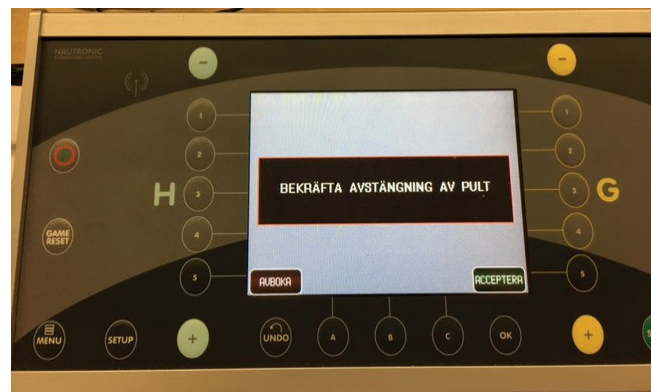 NAUTRONIC
− −
1 1
2 2
H 3 BEKRÄFTA AVSTÄNGNING AV PULT 3 G
GAME
RESET
4 4
5 AVBOKA ACCEPTERA 5
MENU SETUP + UNDO A B C OK + S